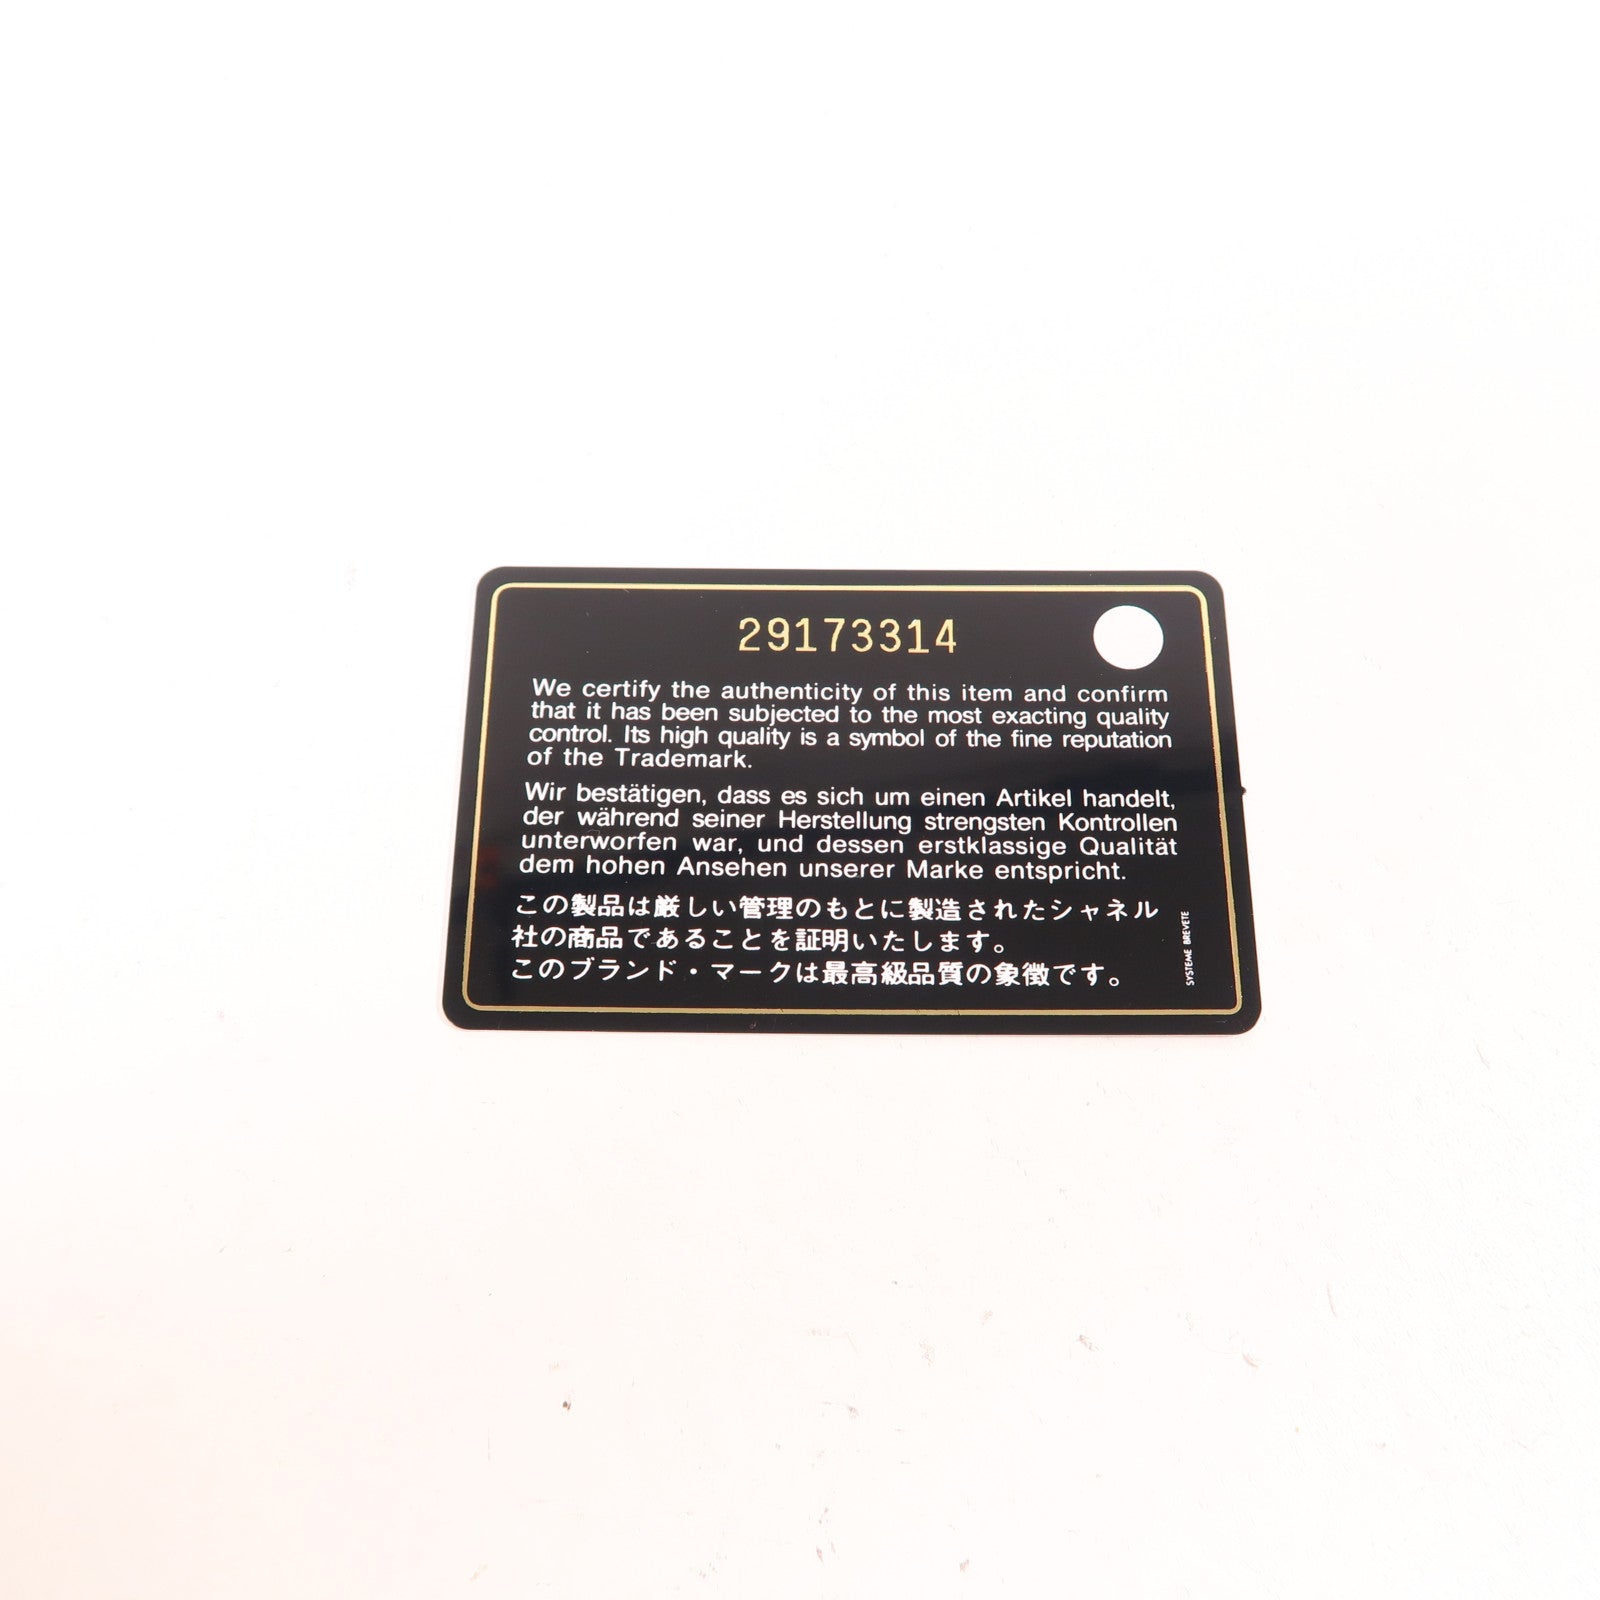 29173314
We certify the authenticity of this item and confirm
that it has been subjected to the most exacting quality
control. Its high quality is a symbol of the fine reputation
of the Trademark.
Wir bestätigen, dass es sich um einen Artikel handelt,
der während seiner Herstellung strengsten Kontrollen
unterworfen war, und dessen erstklassige Qualität
dem hohen Ansehen unserer Marke entspricht.
この製品は厳しい管理のもとに製造されたシャネル
社の商品であることを証明いたします。
このブランド・マークは最高級品質の象徴です。
SYSTEME BREVETE